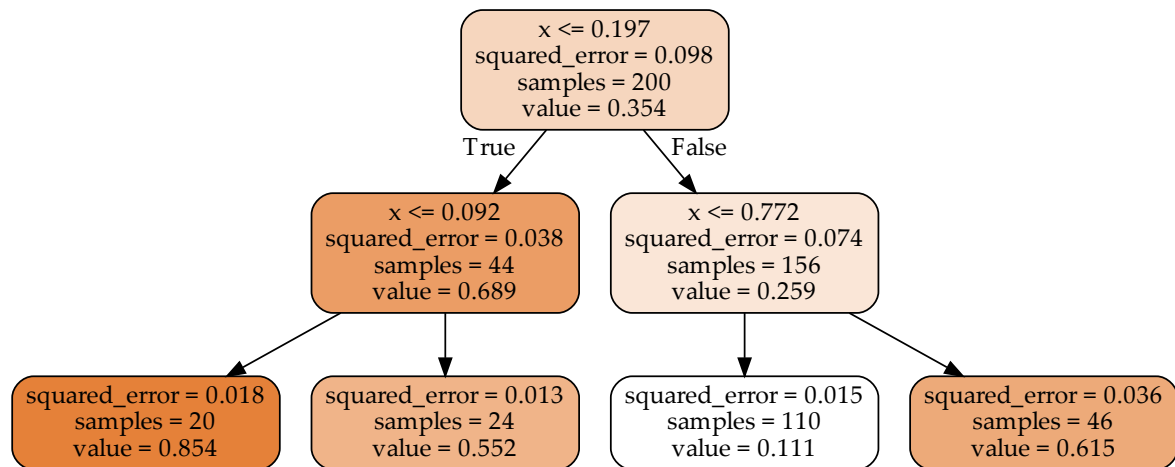 x <= 0.197
squared_error = 0.098
samples = 200
value = 0.354
True
False
x <= 0.092
squared_error = 0.038
samples = 44
value = 0.689
x <= 0.772
squared_error = 0.074
samples = 156
value = 0.259
squared_error = 0.018
samples = 20
value = 0.854
squared_error = 0.013
samples = 24
value = 0.552
squared_error = 0.015
samples = 110
value = 0.111
squared_error = 0.036
samples = 46
value = 0.615